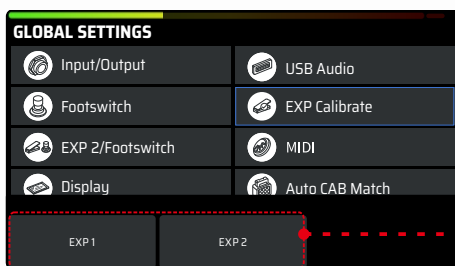 GLOBAL SETTINGS
Input/Output
USB Audio
Footswitch
EXP Calibrate
EXP 2/Footswitch
MIDI
Display
Auto CAB Match
EXP 1
EXP 2